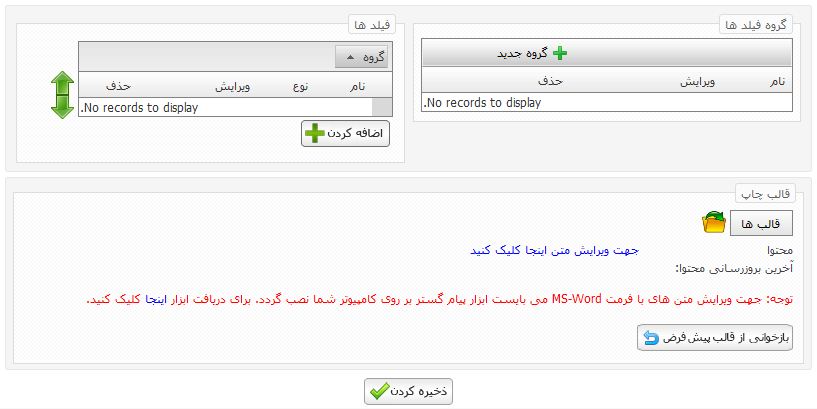 گروه فیلد ها
گروه جدید
نام ویرایش حذف
No records to display.
فیلد ها
گروه
نام نوع ویرایش حذف
No records to display.
اضافه کردن
قالب چاپ
قالب ها
محتوا جهت ویرایش متن اینجا کلیک کنید
آخرین بروزرسانی محتوا:
توجه: جهت ویرایش متن های با فرمت MS-Word می بایست ابزار پیام گستر بر روی کامپیوتر شما نصب گردد. برای دریافت ابزار اینجا کلیک کنید.
بازخوانی از قالب پیش فرض
ذخیره کردن